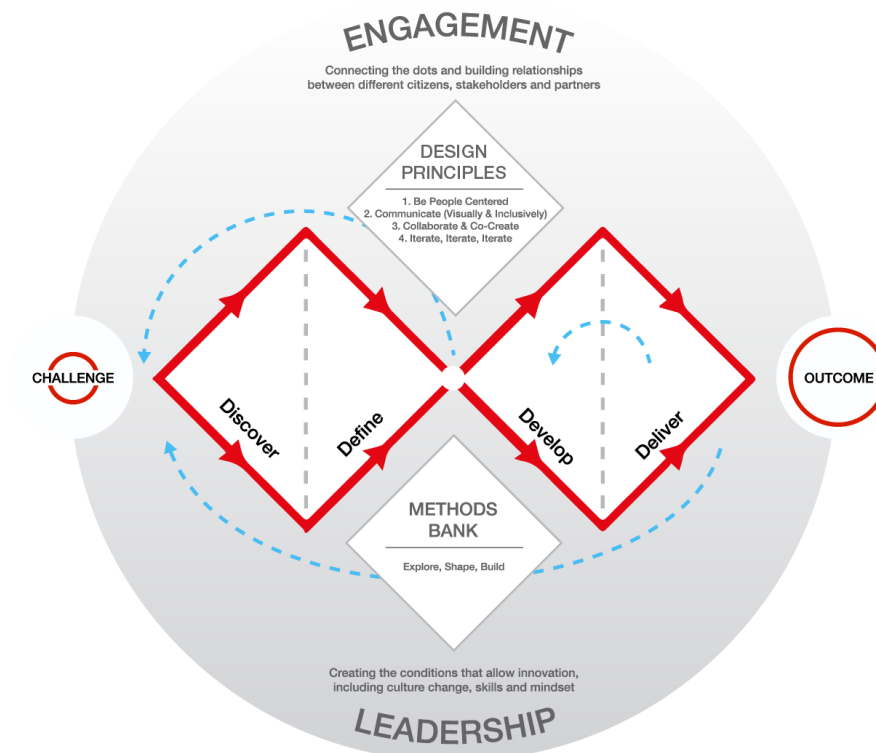 ENGAGEMENT
Connecting the dots and building relationships
between different citizens, stakeholders and partners
DESIGN
PRINCIPLES
1. Be People Centered
2. Communicate (Visually & Inclusively)
3. Collaborate & Co-Create
4. Iterate, Iterate, Iterate
CHALLENGE
Discover
Define
Develop
Deliver
OUTCOME
METHODS
BANK
Explore, Shape, Build
Creating the conditions that allow innovation,
including culture change, skills and mindset
LEADERSHIP